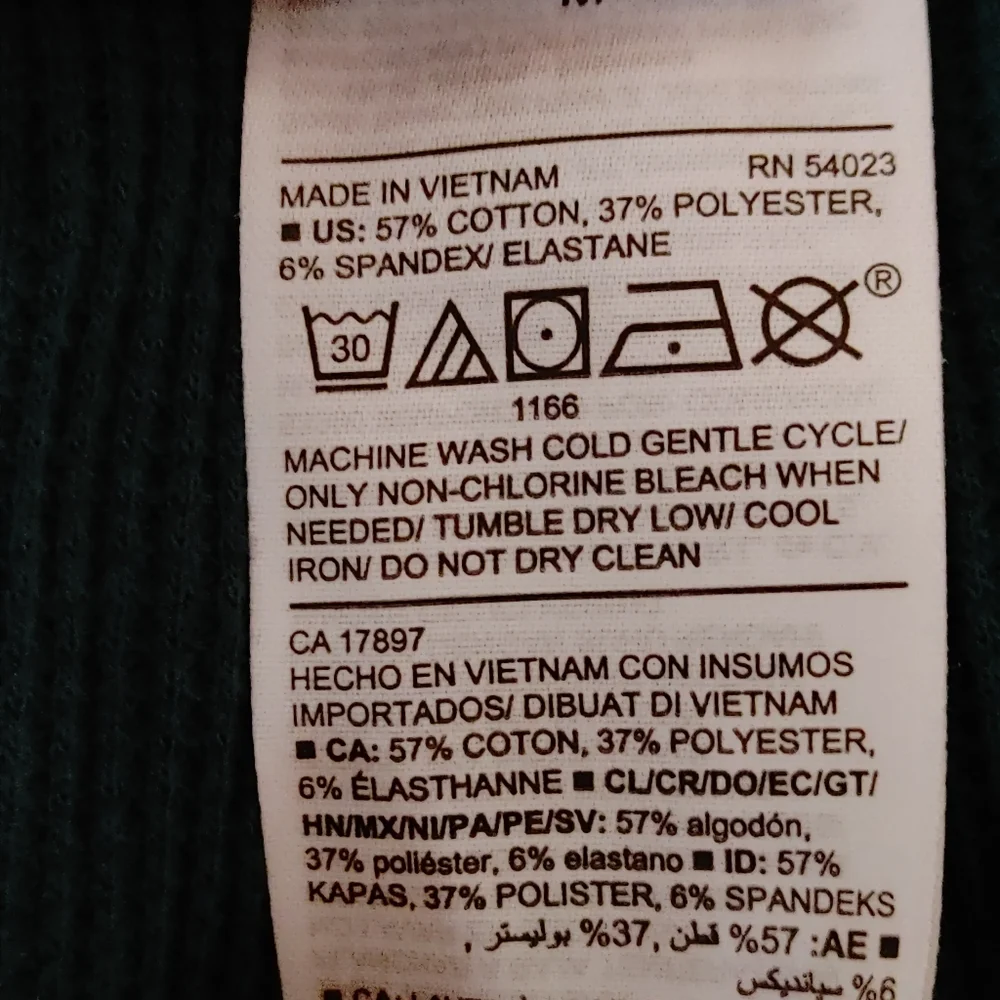 MADE IN VIETNAM RN 54023
■ US: 57% COTTON, 37% POLYESTER,
6% SPANDEX/ ELASTANE
30 ®
1166
MACHINE WASH COLD GENTLE CYCLE/
ONLY NON-CHLORINE BLEACH WHEN
NEEDED/ TUMBLE DRY LOW/ COOL
IRON/ DO NOT DRY CLEAN
CA 17897
HECHO EN VIETNAM CON INSUMOS
IMPORTADOS/ DIBUAT DI VIETNAM
■ CA: 57% COTON, 37% POLYESTER,
6% ÉLASTHANNE ■ CL/CR/DO/EC/GT/
HN/MX/NI/PA/PE/SV: 57% algodón,
37% poliéster, 6% elastano ■ ID: 57%
KAPAS, 37% POLISTER, 6% SPANDEKS
■ AE: 57% قطن, 37% بوليستر ,
6% سباندیکس